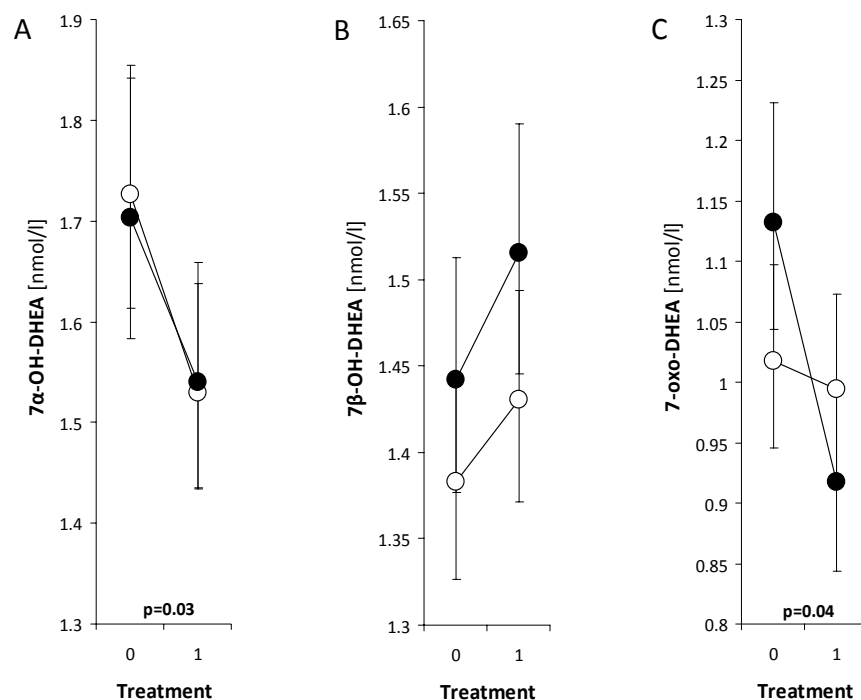 A
7α-OH-DHEA [nmol/l]
1.9
1.8
1.7
1.6
1.5
1.4
1.3
p=0.03
0 1
Treatment
B
7β-OH-DHEA [nmol/l]
1.65
1.6
1.55
1.5
1.45
1.4
1.35
1.3
0 1
Treatment
C
7-oxo-DHEA [nmol/l]
1.3
1.25
1.2
1.15
1.1
1.05
1
0.95
0.9
0.85
0.8
p=0.04
0 1
Treatment